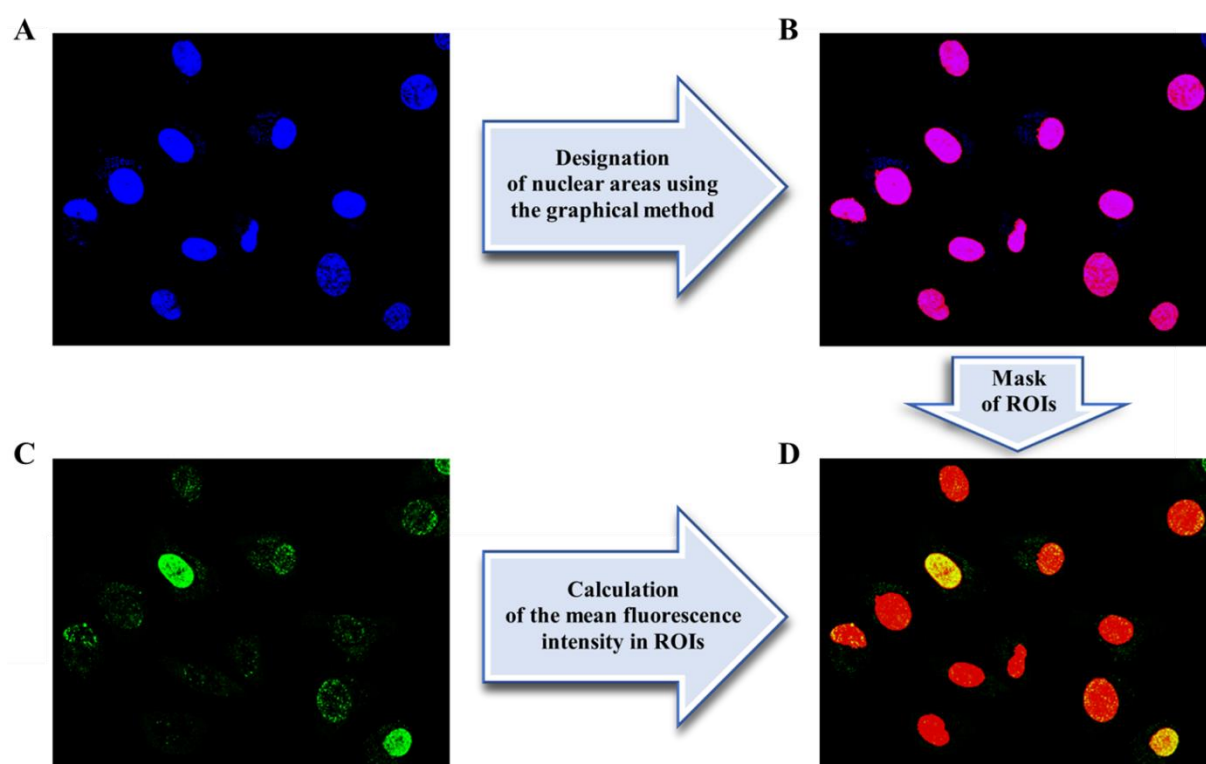 A
B
Designation
of nuclear areas using
the graphical method
Mask
of ROIs
C
D
Calculation
of the mean fluorescence
intensity in ROIs